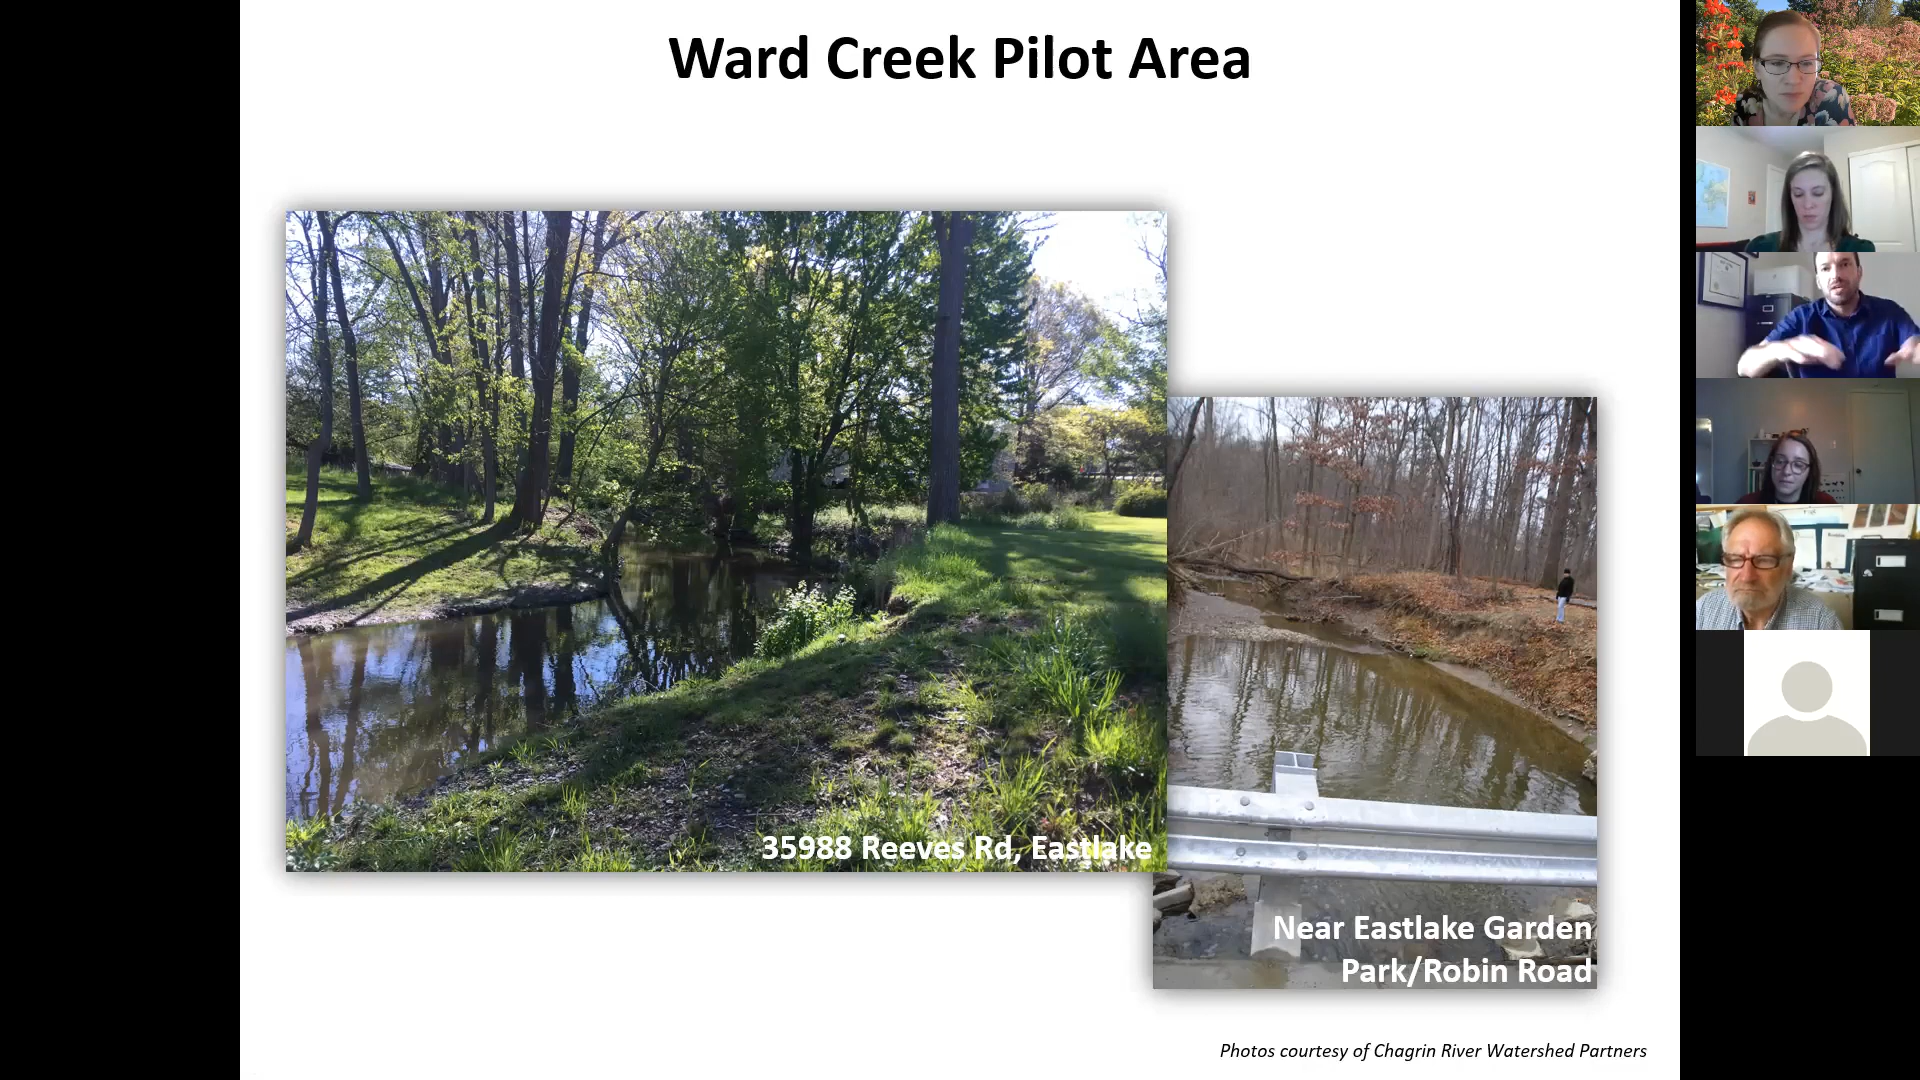 Ward Creek Pilot Area
35988 Reeves Rd, Eastlake
Near Eastlake Garden
Park/Robin Road
Photos courtesy of Chagrin River Watershed Partners